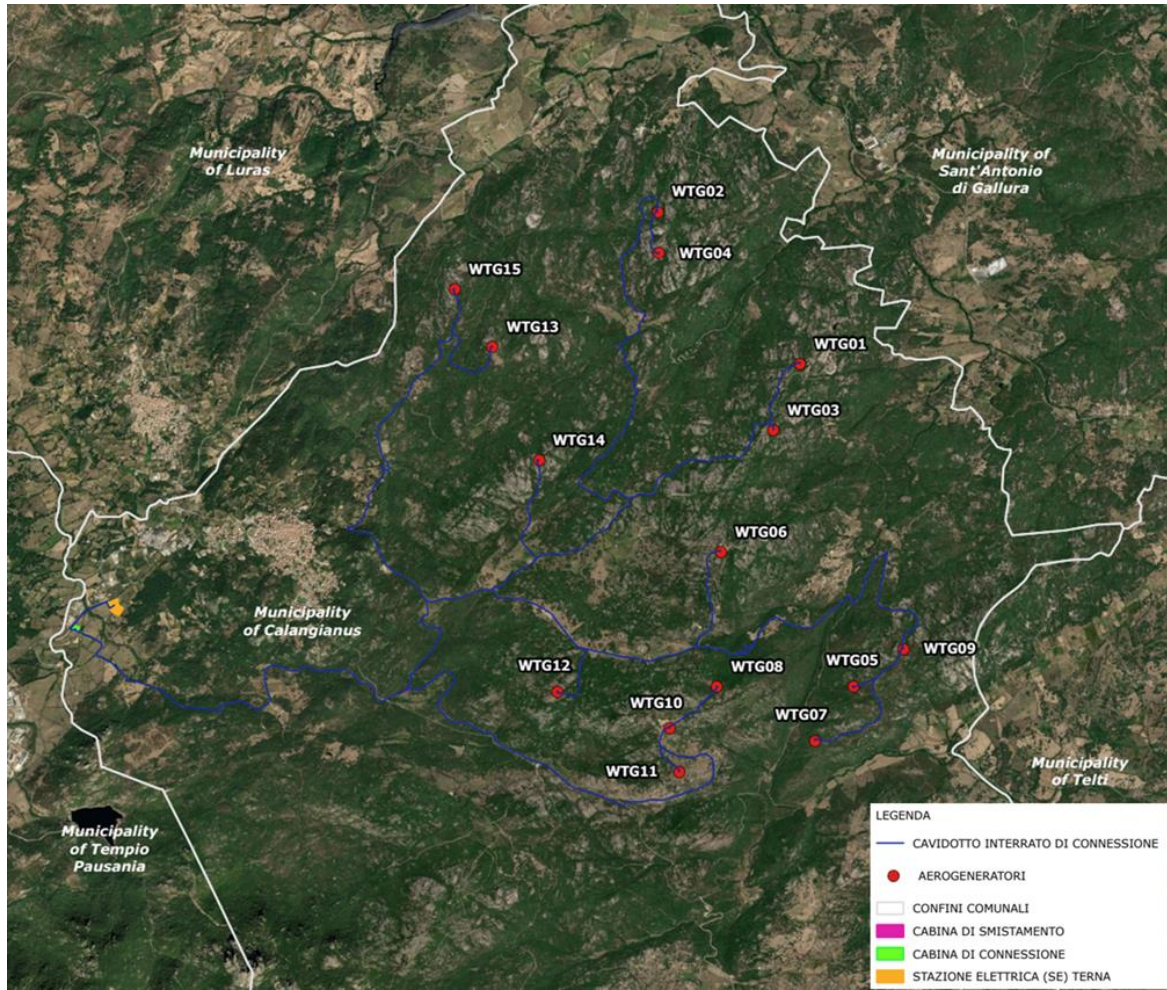 Municipality
of Luras
Municipality of
Sant'Antonio
di Gallura
WTG02
WTG04
WTG15
WTG13
WTG01
WTG03
WTG14
WTG06
Municipality
of Calangianus
WTG12
WTG08
WTG05
WTG09
WTG10
WTG07
WTG11
Municipality
of Telti
Municipality
of Tempio
Pausania
LEGENDA
CAVIDOTTO INTERRATO DI CONNESSIONE
AEROGENERATORI
CONFINI COMUNALI
CABINA DI SMISTAMENTO
CABINA DI CONNESSIONE
STAZIONE ELETTRICA (SE) TERNA